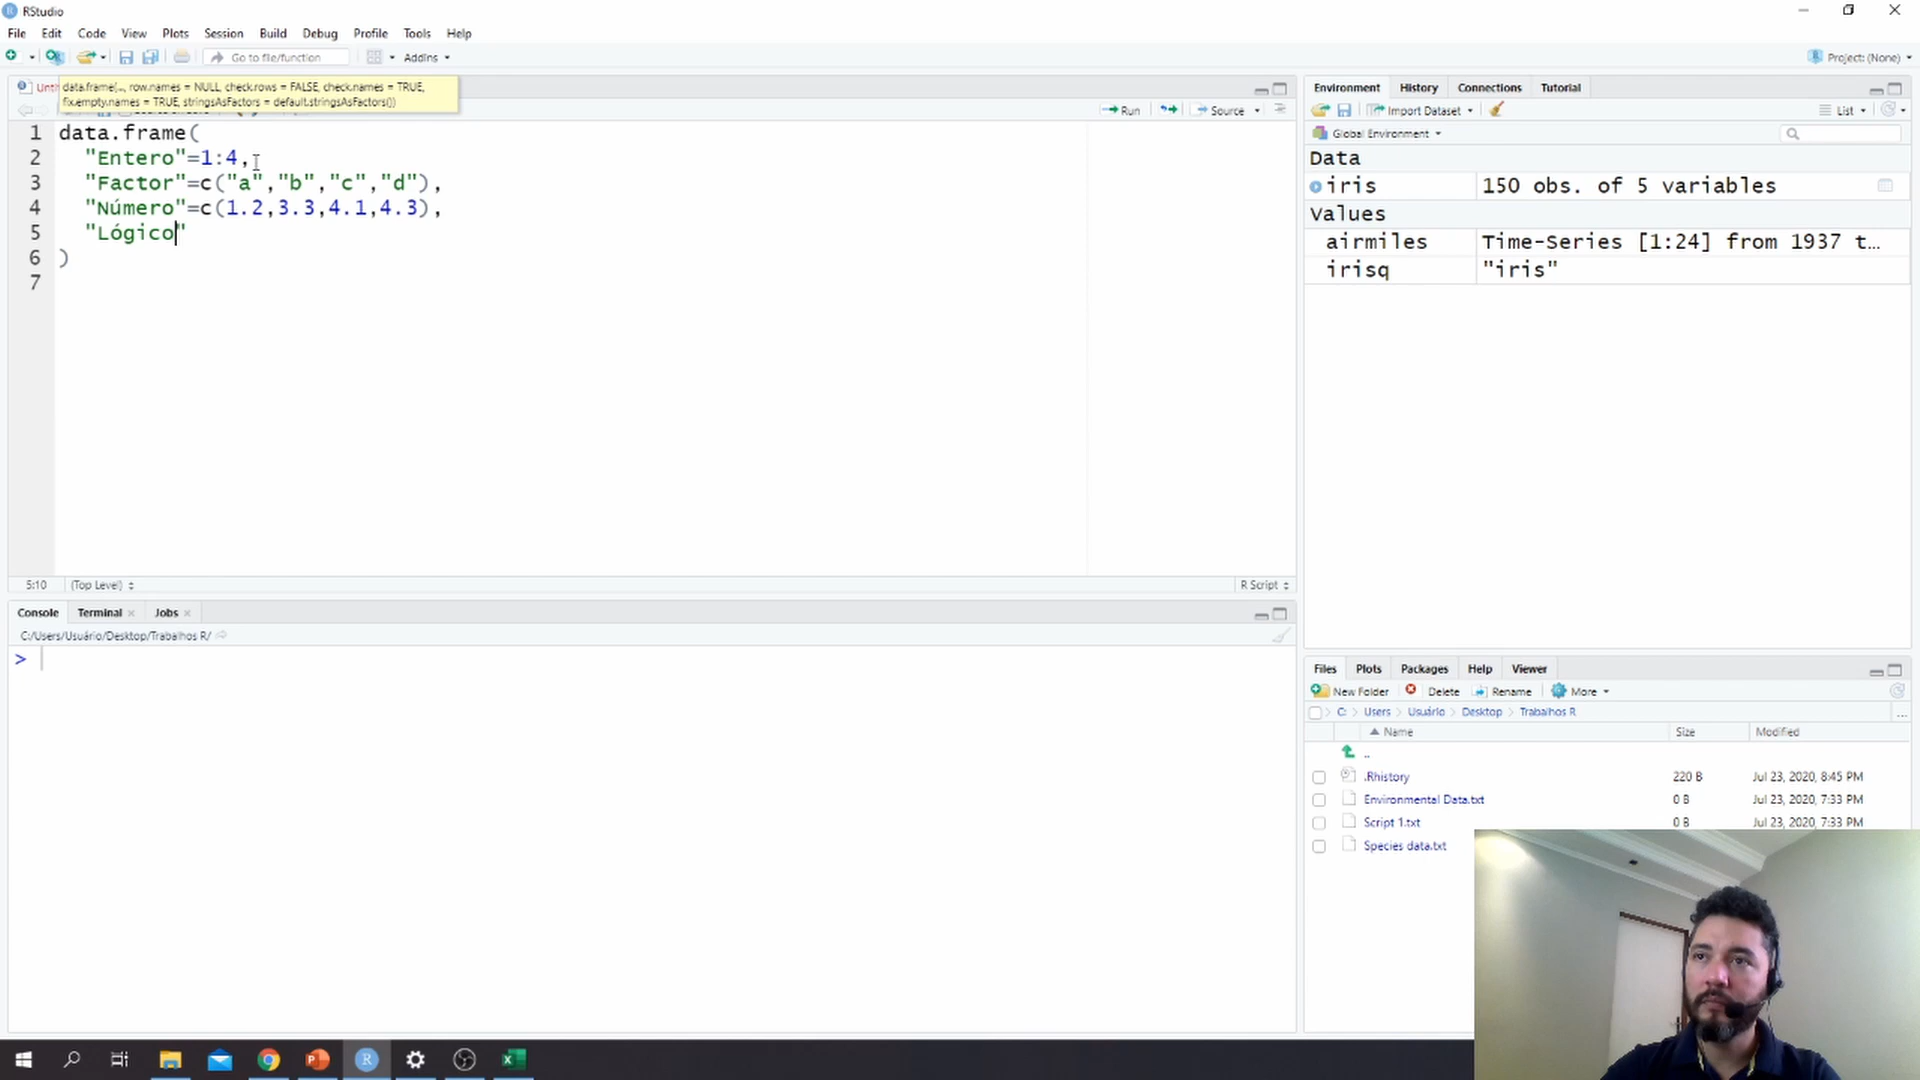 RStudio
File Edit Code View Plots Session Build Debug Profile Tools Help
Go to file/function Addins Project: (None)
Unti
data.frame(..., row.names = NULL, check.rows = FALSE, check.names = TRUE,
fix.empty.names = TRUE, stringsAsFactors = default.stringsAsFactors())
Run Source
1 data.frame(
2 "Entero"=1:4,
3 "Factor"=c("a","b","c","d"),
4 "Número"=c(1.2,3.3,4.1,4.3),
5 "Lógico"
6 )
7
5:10 (Top Level) R Script
Console Terminal Jobs
C:/Users/Usuário/Desktop/Trabalhos R/
>
Environment History Connections Tutorial
Import Dataset List
Global Environment
Data
iris 150 obs. of 5 variables
Values
airmiles Time-Series [1:24] from 1937 t…
irisq "iris"
Files Plots Packages Help Viewer
New Folder Delete Rename More
C: Users Usuário Desktop Trabalhos R ...
Name Size Modified
..
.Rhistory 220 B Jul 23, 2020, 8:45 PM
Environmental Data.txt 0 B Jul 23, 2020, 7:33 PM
Script 1.txt 0 B Jul 23, 2020, 7:33 PM
Species data.txt